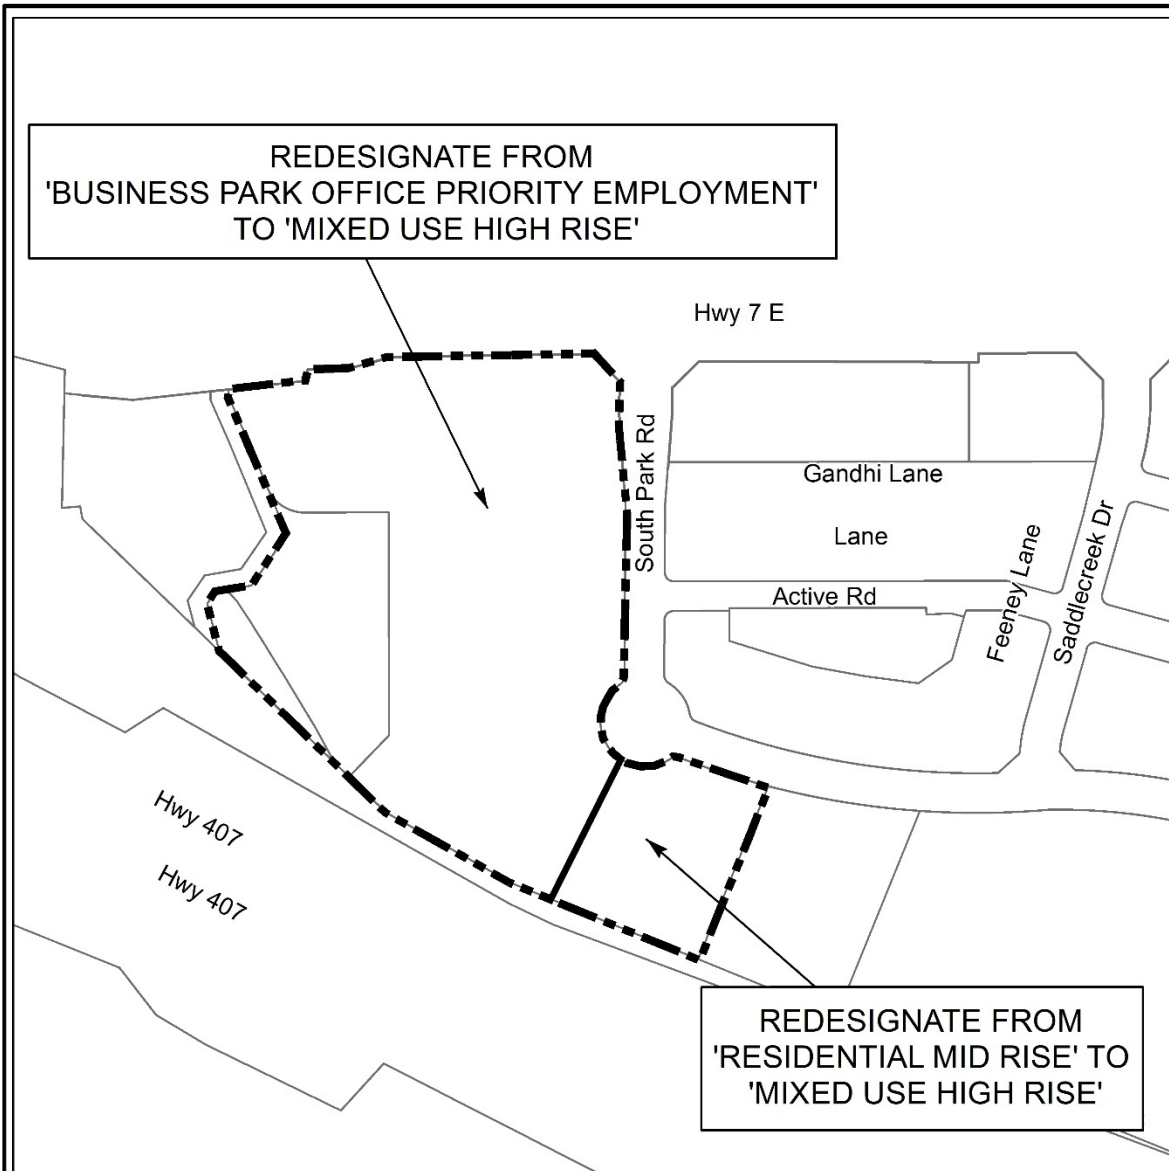 REDESIGNATE FROM
'BUSINESS PARK OFFICE PRIORITY EMPLOYMENT'
TO 'MIXED USE HIGH RISE'
Hwy 7 E
South Park Rd
Gandhi Lane
Lane
Active Rd
Feeney Lane
Saddlecreek Dr
Hwy 407
Hwy 407
REDESIGNATE FROM
'RESIDENTIAL MID RISE' TO
'MIXED USE HIGH RISE'